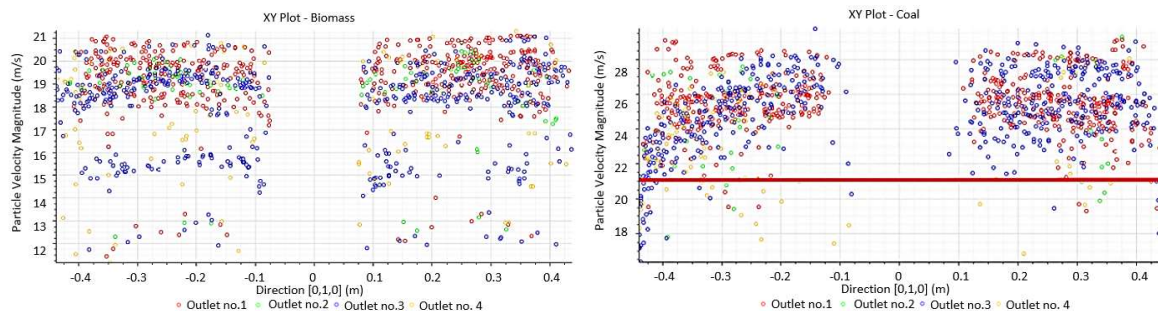 XY Plot - Biomass
Particle Velocity Magnitude (m/s)
21
20
19
18
17
16
15
13
12
-0.4 -0.3 -0.2 -0.1 0 0.1 0.2 0.3 0.4
Direction [0,1,0] (m)
Outlet no.1 Outlet no.2 Outlet no.3 Outlet no. 4
XY Plot - Coal
Particle Velocity Magnitude (m/s)
28
26
24
22
20
18
-0.4 -0.3 -0.2 -0.1 0 0.1 0.2 0.3 0.4
Direction [0,1,0] (m)
Outlet no.1 Outlet no.2 Outlet no.3 Outlet no. 4